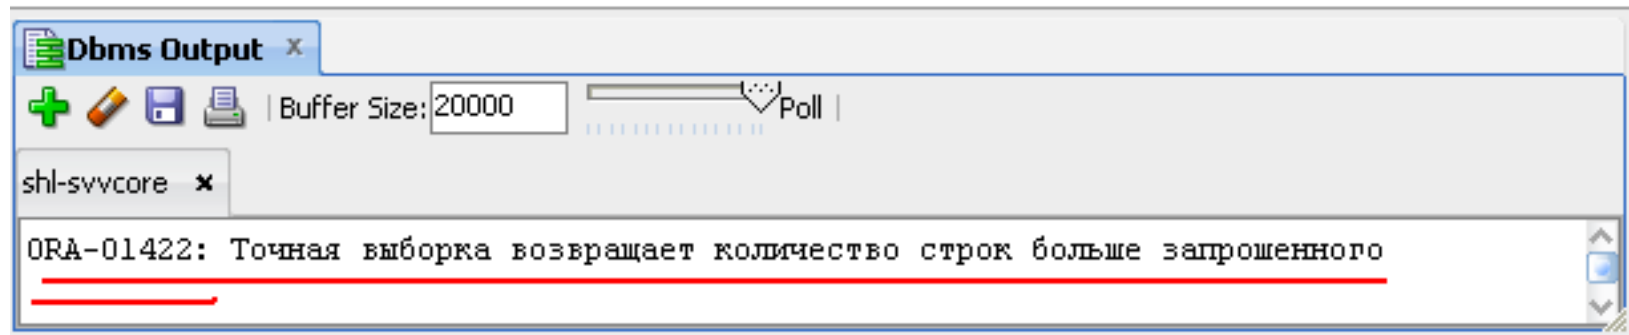 Dbms Output
Buffer Size: 20000 Poll
shl-svvcore
ORA-01422: Точная выборка возвращает количество строк больше запрошенного